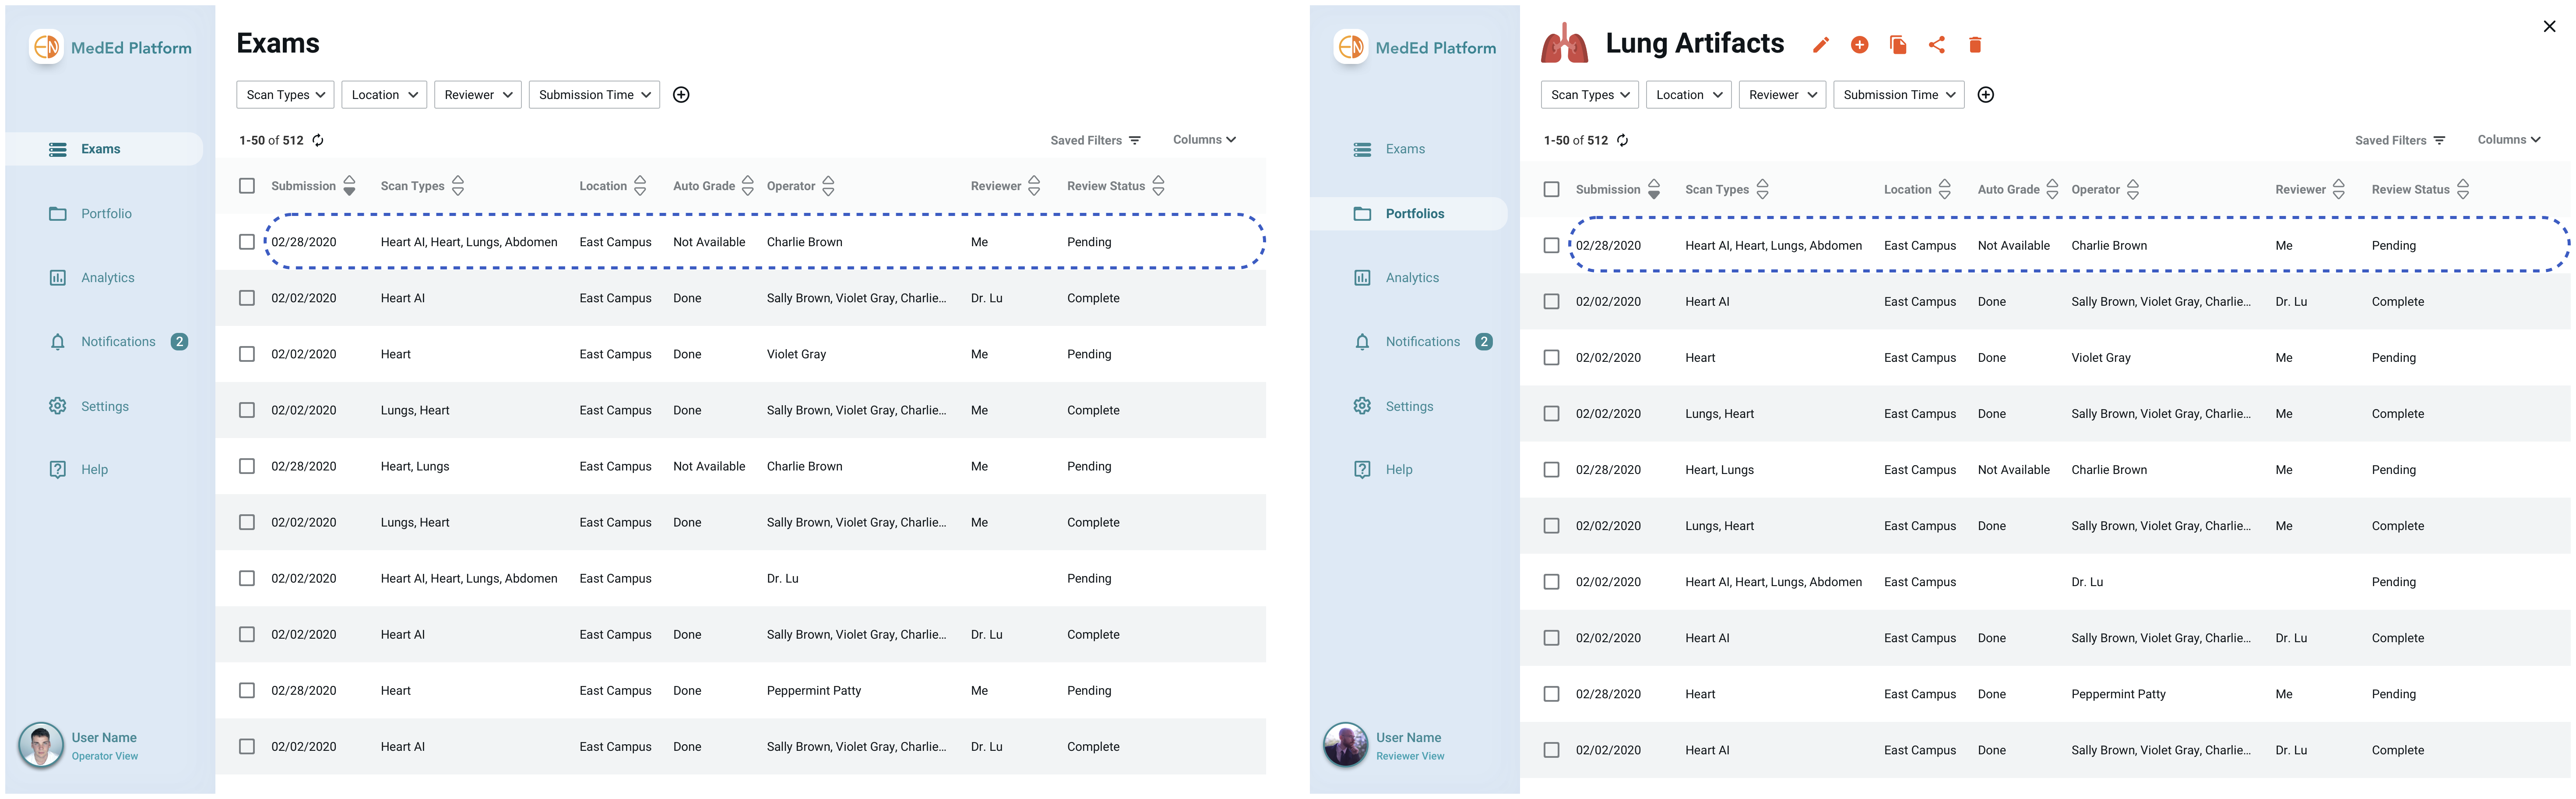 MedEd Platform
Exams
Portfolio
Analytics
Notifications 2
Settings
Help
User Name
Operator View
Exams
Scan Types Location Reviewer Submission Time
1-50 of 512 Saved Filters Columns
Submission Scan Types Location Auto Grade Operator Reviewer Review Status
02/28/2020 Heart AI, Heart, Lungs, Abdomen East Campus Not Available Charlie Brown Me Pending
02/02/2020 Heart AI East Campus Done Sally Brown, Violet Gray, Charlie... Dr. Lu Complete
02/02/2020 Heart East Campus Done Violet Gray Me Pending
02/02/2020 Lungs, Heart East Campus Done Sally Brown, Violet Gray, Charlie... Me Complete
02/28/2020 Heart, Lungs East Campus Not Available Charlie Brown Me Pending
02/02/2020 Lungs, Heart East Campus Done Sally Brown, Violet Gray, Charlie... Me Complete
02/02/2020 Heart AI, Heart, Lungs, Abdomen East Campus Dr. Lu Pending
02/02/2020 Heart AI East Campus Done Sally Brown, Violet Gray, Charlie... Dr. Lu Complete
02/28/2020 Heart East Campus Done Peppermint Patty Me Pending
02/02/2020 Heart AI East Campus Done Sally Brown, Violet Gray, Charlie... Dr. Lu Complete
MedEd Platform
Exams
Portfolios
Analytics
Notifications 2
Settings
Help
User Name
Reviewer View
Lung Artifacts
Scan Types Location Reviewer Submission Time
1-50 of 512 Saved Filters Columns
Submission Scan Types Location Auto Grade Operator Reviewer Review Status
02/28/2020 Heart AI, Heart, Lungs, Abdomen East Campus Not Available Charlie Brown Me Pending
02/02/2020 Heart AI East Campus Done Sally Brown, Violet Gray, Charlie... Dr. Lu Complete
02/02/2020 Heart East Campus Done Violet Gray Me Pending
02/02/2020 Lungs, Heart East Campus Done Sally Brown, Violet Gray, Charlie... Me Complete
02/28/2020 Heart, Lungs East Campus Not Available Charlie Brown Me Pending
02/02/2020 Lungs, Heart East Campus Done Sally Brown, Violet Gray, Charlie... Me Complete
02/02/2020 Heart AI, Heart, Lungs, Abdomen East Campus Dr. Lu Pending
02/02/2020 Heart AI East Campus Done Sally Brown, Violet Gray, Charlie... Dr. Lu Complete
02/28/2020 Heart East Campus Done Peppermint Patty Me Pending
02/02/2020 Heart AI East Campus Done Sally Brown, Violet Gray, Charlie... Dr. Lu Complete